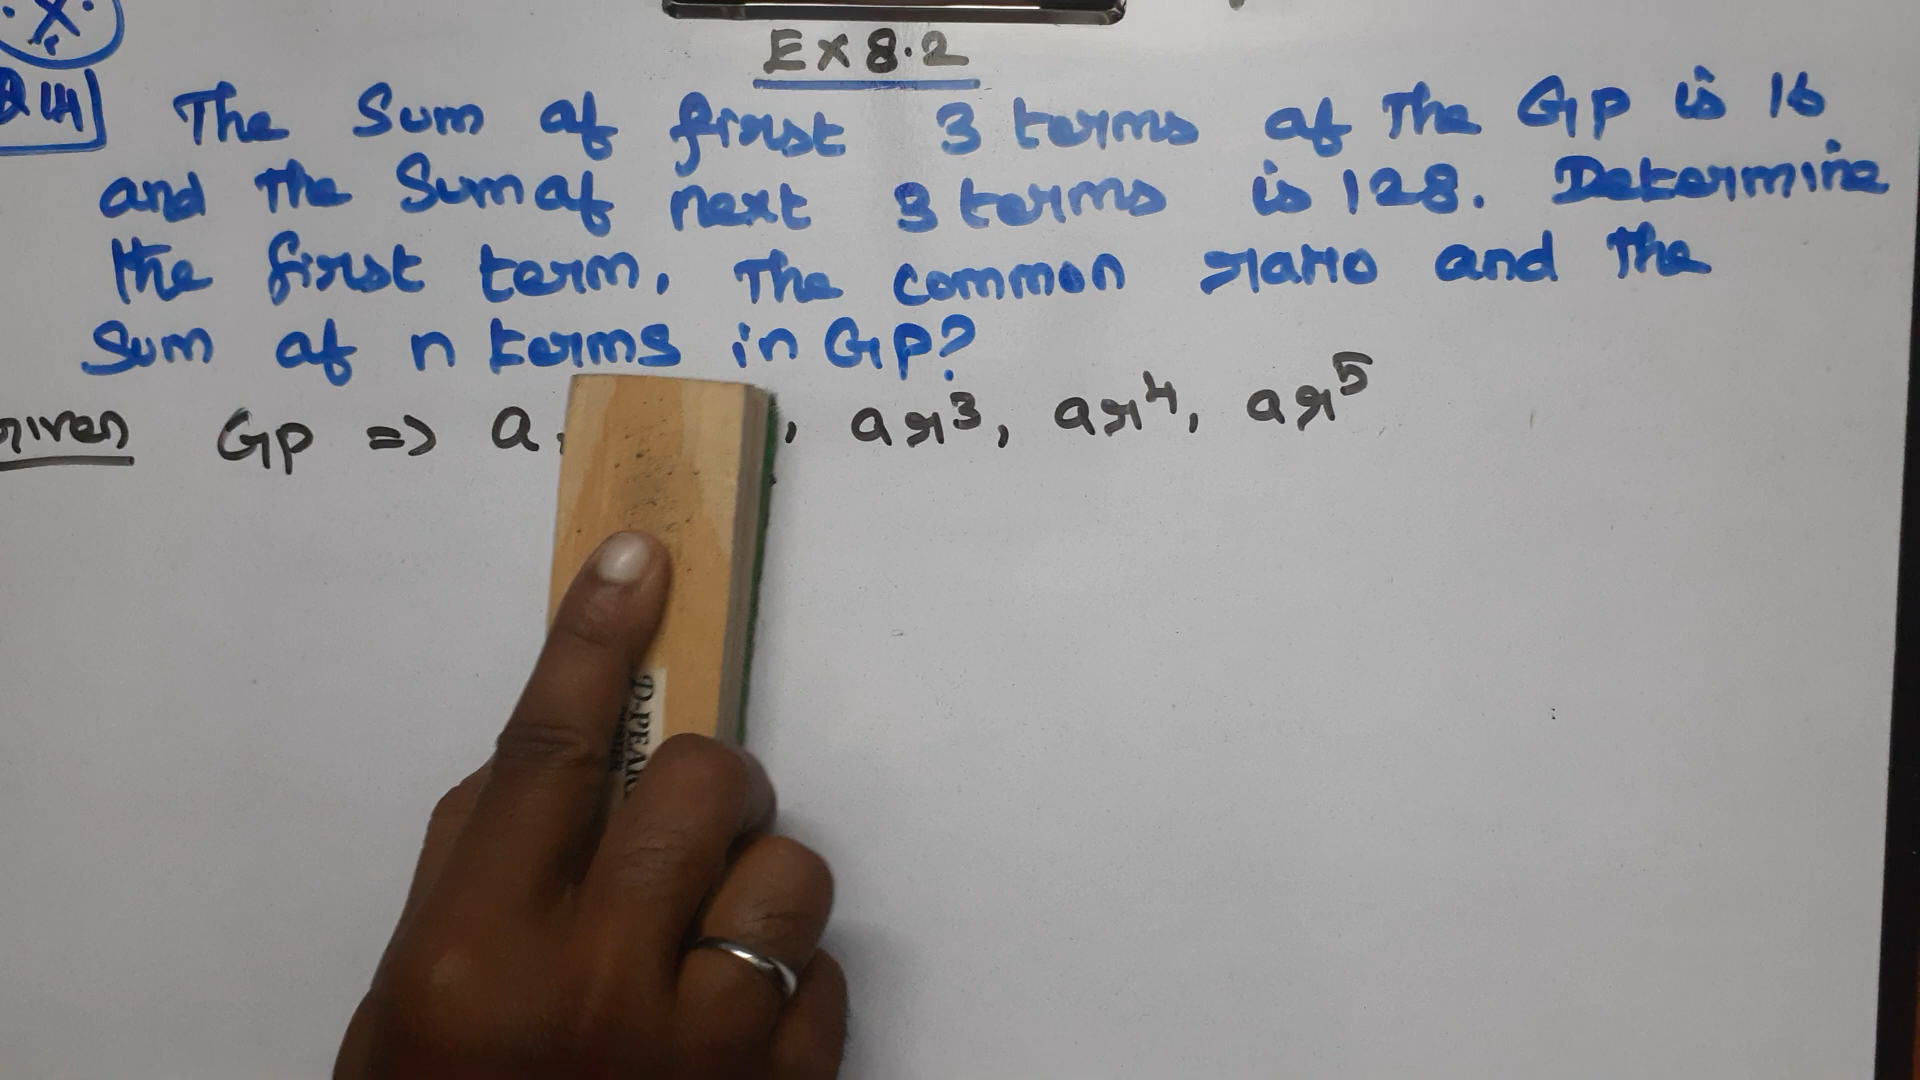 X
EX 8.2
Q 14] The Sum of first 3 terms of The GP is 16
and The Sum of next 3 terms is 128. Determine
the first term, The common ratio and The
Sum of n terms in GP?
Given GP => a, , ar³, ar⁴, ar⁵
D-PEARL